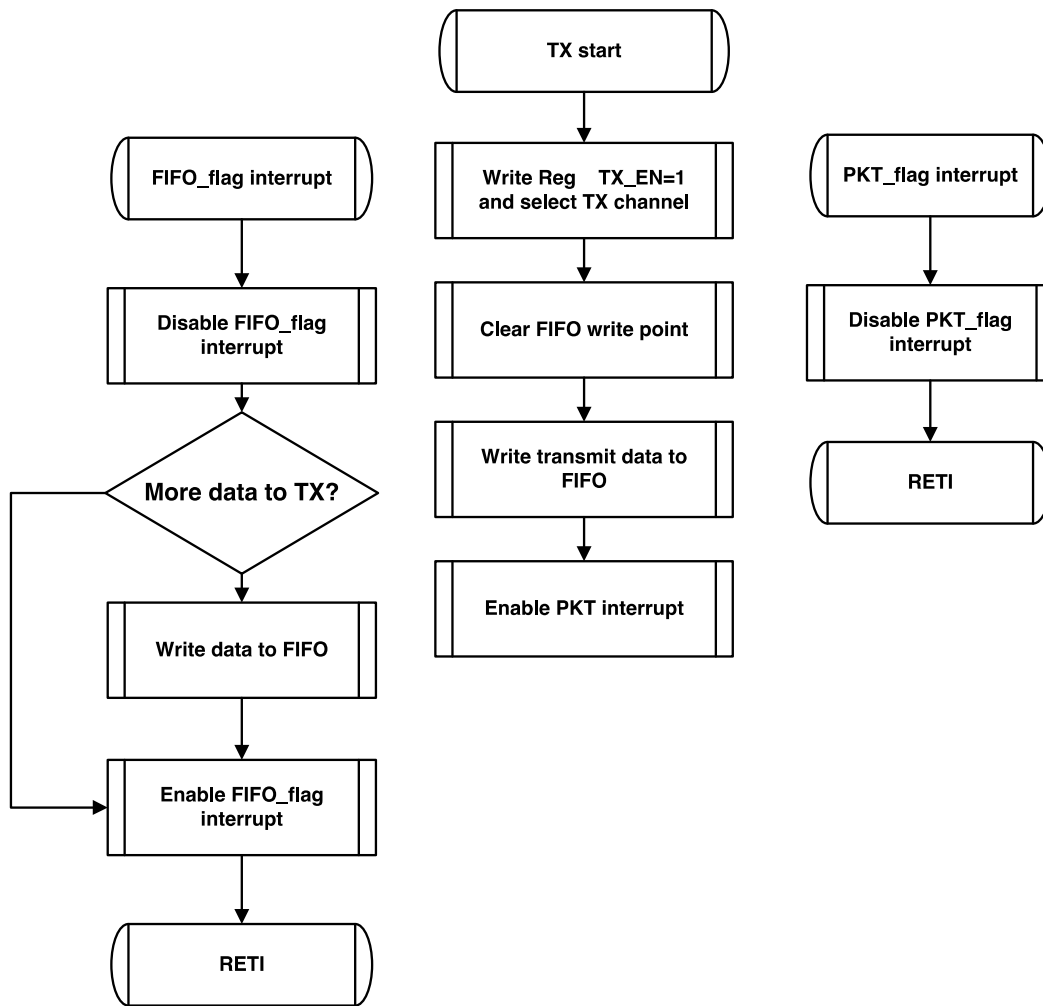 TX start
Write Reg TX_EN=1
and select TX channel
Clear FIFO write point
Write transmit data to
FIFO
Enable PKT interrupt
FIFO_flag interrupt
Disable FIFO_flag
interrupt
More data to TX?
Write data to FIFO
Enable FIFO_flag
interrupt
RETI
PKT_flag interrupt
Disable PKT_flag
interrupt
RETI